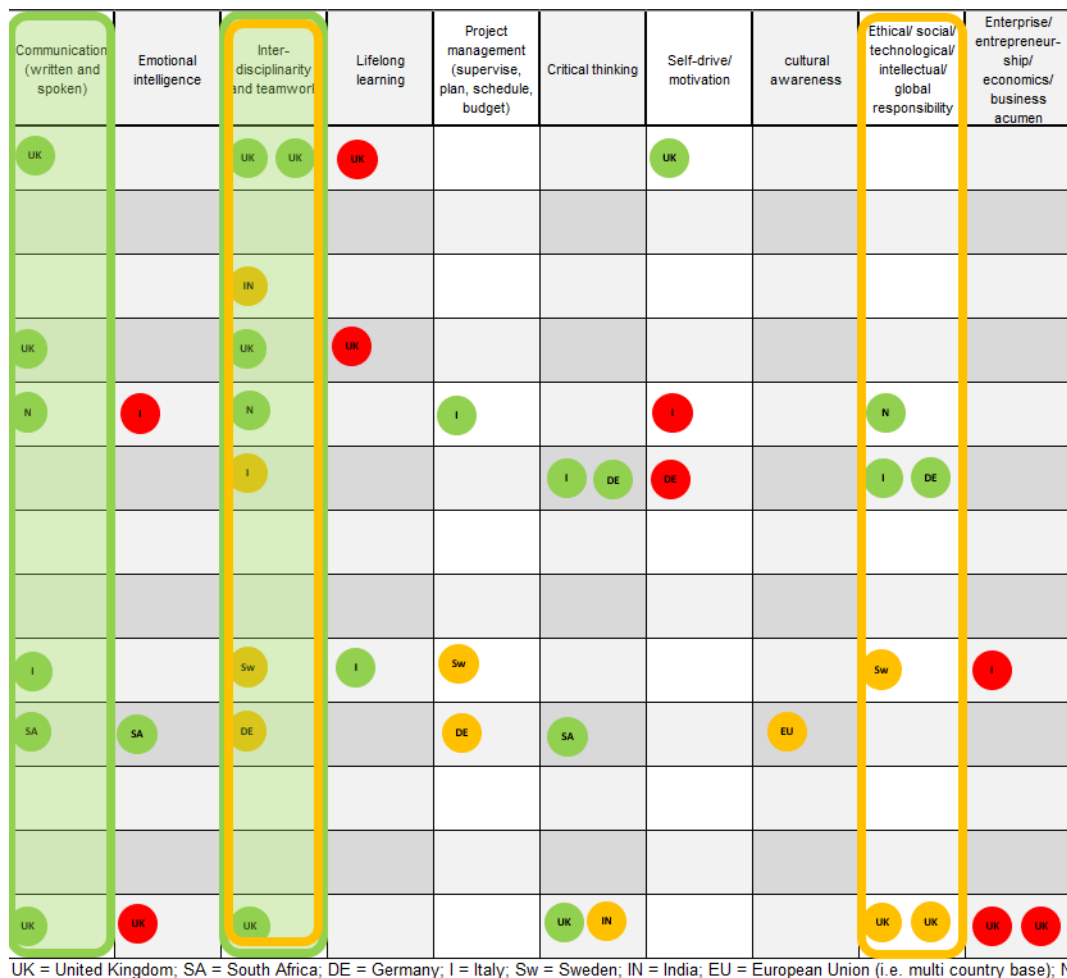 Communication
(written and
spoken)
Emotional
intelligence
Inter-
disciplinarity
and teamwork
Lifelong
learning
Project
management
(supervise,
plan, schedule,
budget)
Critical thinking
Self-drive/
motivation
cultural
awareness
Ethical/ social/
technological/
intellectual/
global
responsibility
Enterprise/
entrepreneur-
ship/
economics/
business
acumen
UK UK UK UK UK
IN
UK UK UK
N I N I I N
I I DE DE I DE
I Sw I Sw Sw I
SA SA DE DE SA EU
UK UK UK UK IN UK UK UK UK
UK = United Kingdom; SA = South Africa; DE = Germany; I = Italy; Sw = Sweden; IN = India; EU = European Union (i.e. multi country base);